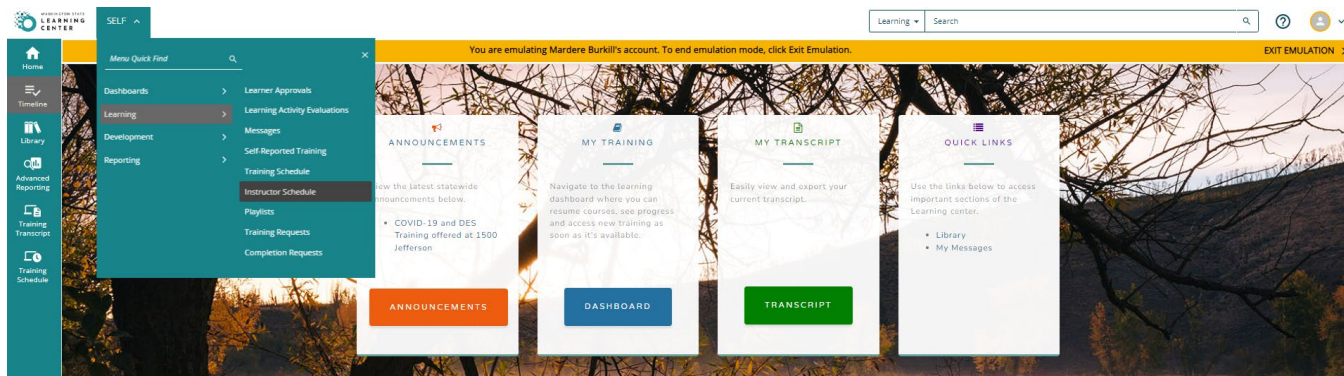 WASHINGTON STATE
LEARNING
CENTER
SELF
Learning
Search
You are emulating Mardere Burkill's account. To end emulation mode, click Exit Emulation.
EXIT EMULATION
Home
Timeline
Library
Advanced
Reporting
Training
Transcript
Training
Schedule
Menu Quick Find
Dashboards
Learning
Development
Reporting
Learner Approvals
Learning Activity Evaluations
Messages
Self-Reported Training
Training Schedule
Instructor Schedule
Playlists
Training Requests
Completion Requests
ANNOUNCEMENTS
the latest statewide
below.
• COVID-19 and DES
Training offered at 1500
Jefferson
ANNOUNCEMENTS
MY TRAINING
Navigate to the learning
dashboard where you can
resume courses, see progress
and access new training as
soon as it's available.
DASHBOARD
MY TRANSCRIPT
Easily view and export your
current transcript.
TRANSCRIPT
QUICK LINKS
Use the links below to access
important sections of the
Learning center.
• Library
• My Messages